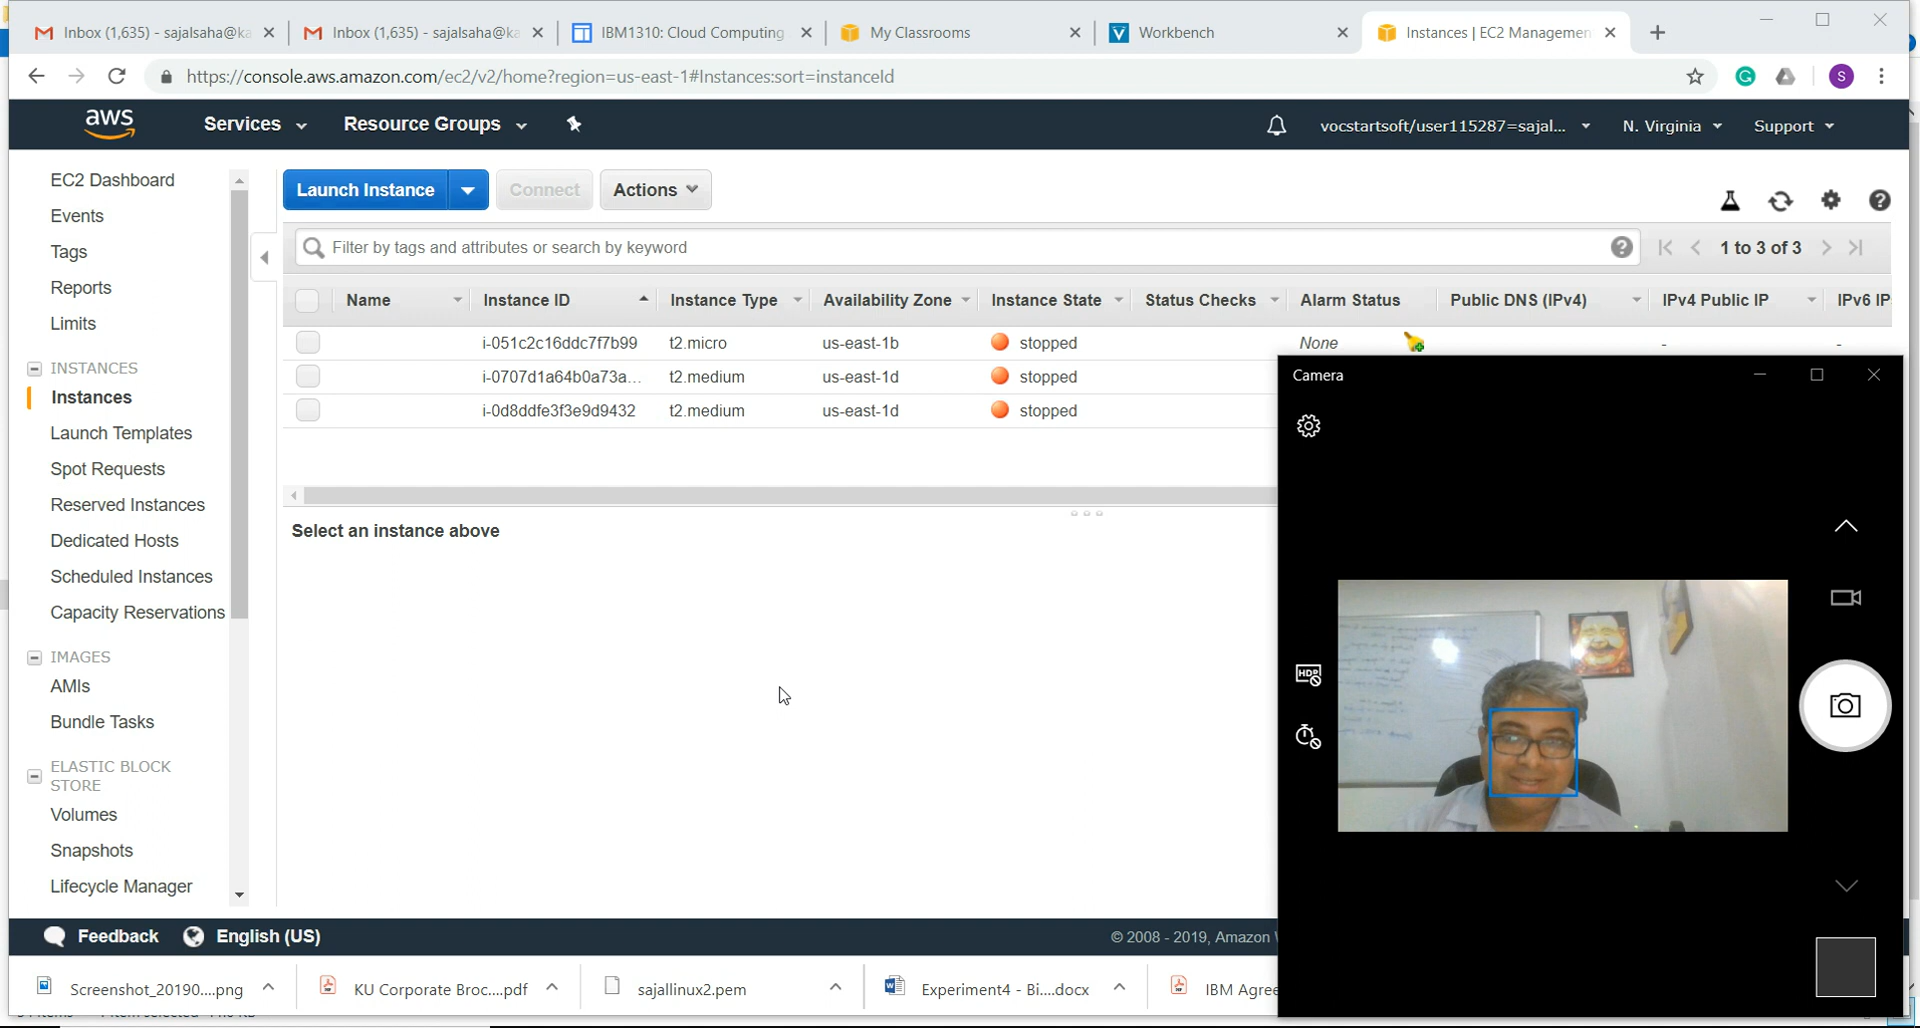 Inbox (1,635) - sajalsaha@ka
Inbox (1,635) - sajalsaha@ka
IBM1310: Cloud Computing
My Classrooms
Workbench
Instances | EC2 Managemen
https://console.aws.amazon.com/ec2/v2/home?region=us-east-1#Instances:sort=instanceId
S
aws Services Resource Groups vocstartsoft/user115287=sajal... N. Virginia Support
EC2 Dashboard
Events
Tags
Reports
Limits
INSTANCES
Instances
Launch Templates
Spot Requests
Reserved Instances
Dedicated Hosts
Scheduled Instances
Capacity Reservations
IMAGES
AMIs
Bundle Tasks
ELASTIC BLOCK
STORE
Volumes
Snapshots
Lifecycle Manager
Launch Instance Connect Actions
Filter by tags and attributes or search by keyword
1 to 3 of 3
Name Instance ID Instance Type Availability Zone Instance State Status Checks Alarm Status Public DNS (IPv4) IPv4 Public IP IPv6 IP
i-051c2c16ddc7f7b99 t2.micro us-east-1b stopped None - -
i-0707d1a64b0a73a... t2.medium us-east-1d stopped
i-0d8ddfe3f3e9d9432 t2.medium us-east-1d stopped
Select an instance above
Camera
HDR
Feedback English (US) © 2008 - 2019, Amazon
Screenshot_20190....png
KU Corporate Broc....pdf
sajallinux2.pem
Experiment4 - Bi....docx
IBM Agree